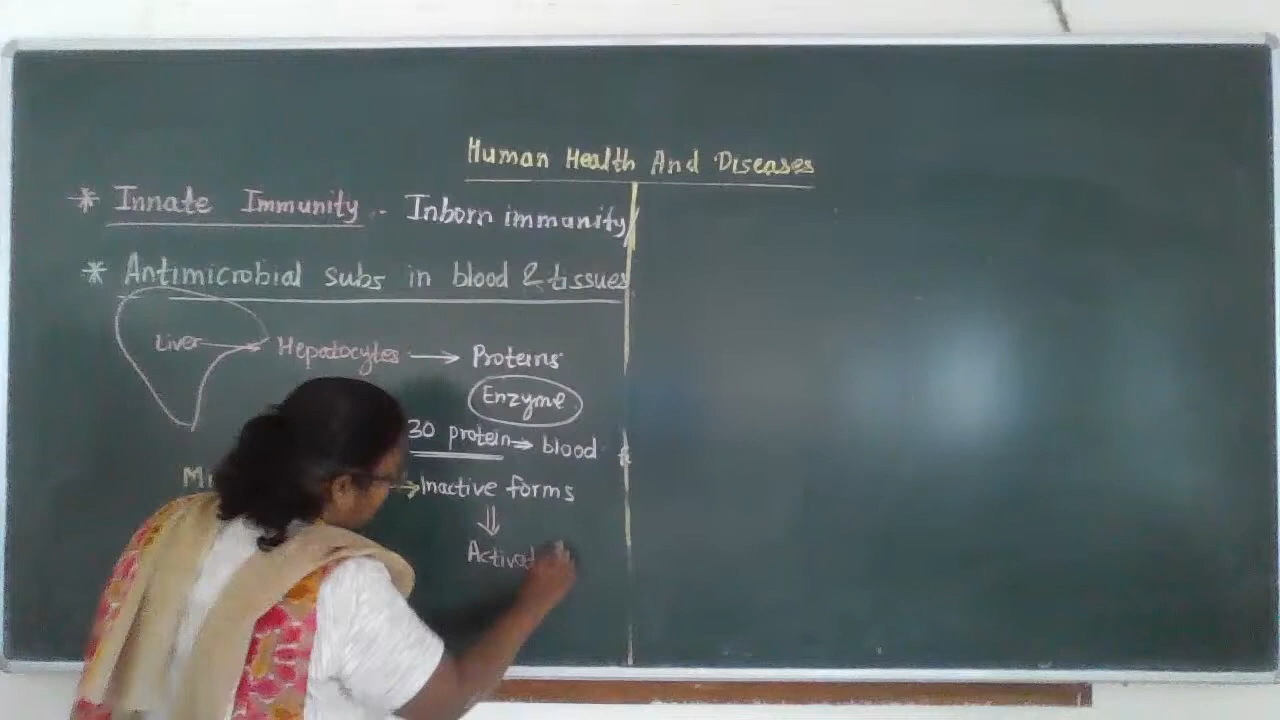 Human Health And Diseases
* Innate Immunity - Inborn immunity
* Antimicrobial subs in blood & tissues
Liver → Hepatocytes → Proteins
Enzyme
30 protein → blood &
→ Inactive forms
⇓